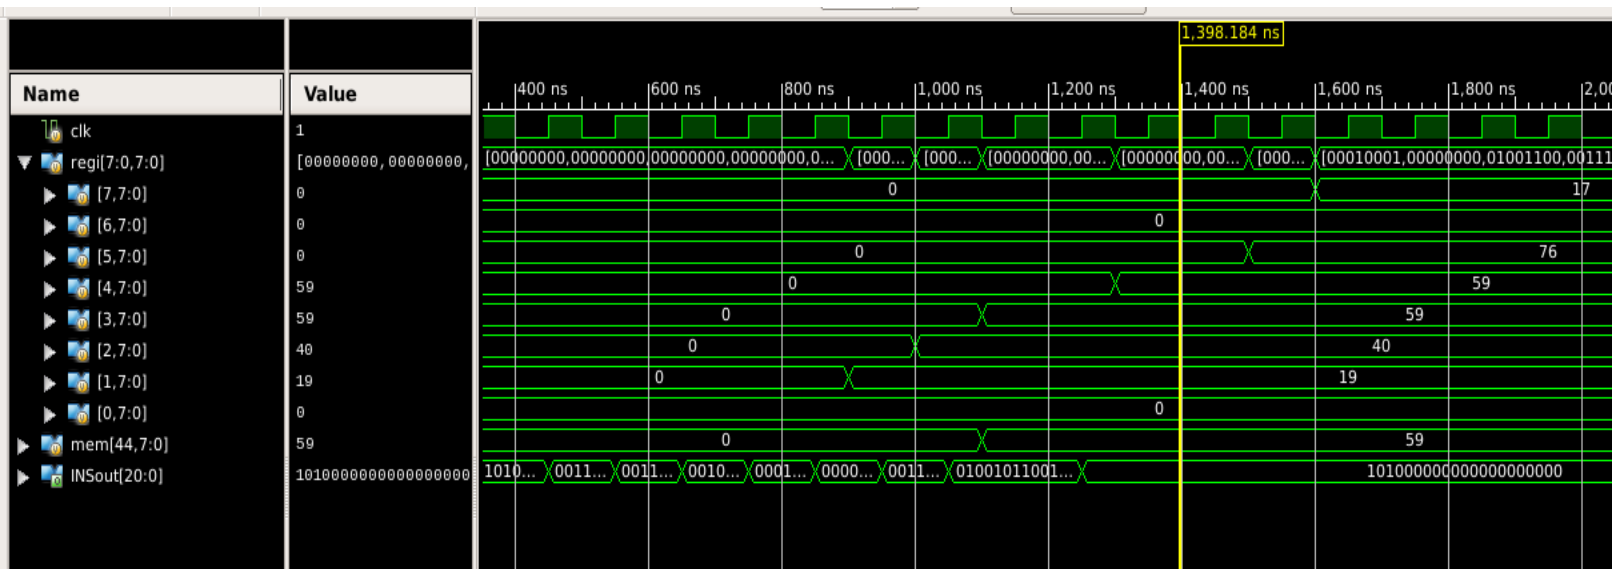 1,398.184 ns
Name Value 400 ns 600 ns 800 ns 1,000 ns 1,200 ns 1,400 ns 1,600 ns 1,800 ns 2,00
clk 1
regi[7:0,7:0] [00000000,00000000, [00000000,00000000,00000000,00000000,0... [000... [000... [00000000,00... [00000000,00... [000... [00010001,00000000,01001100,00111
[7,7:0] 0 0 17
[6,7:0] 0 0
[5,7:0] 0 0 76
[4,7:0] 59 0 59
[3,7:0] 59 0 59
[2,7:0] 40 0 40
[1,7:0] 19 0 19
[0,7:0] 0 0
mem[44,7:0] 59 0 59
INSout[20:0] 101000000000000000000 1010... 0011... 0011... 0010... 0001... 0000... 0011... 01001011001... 101000000000000000000